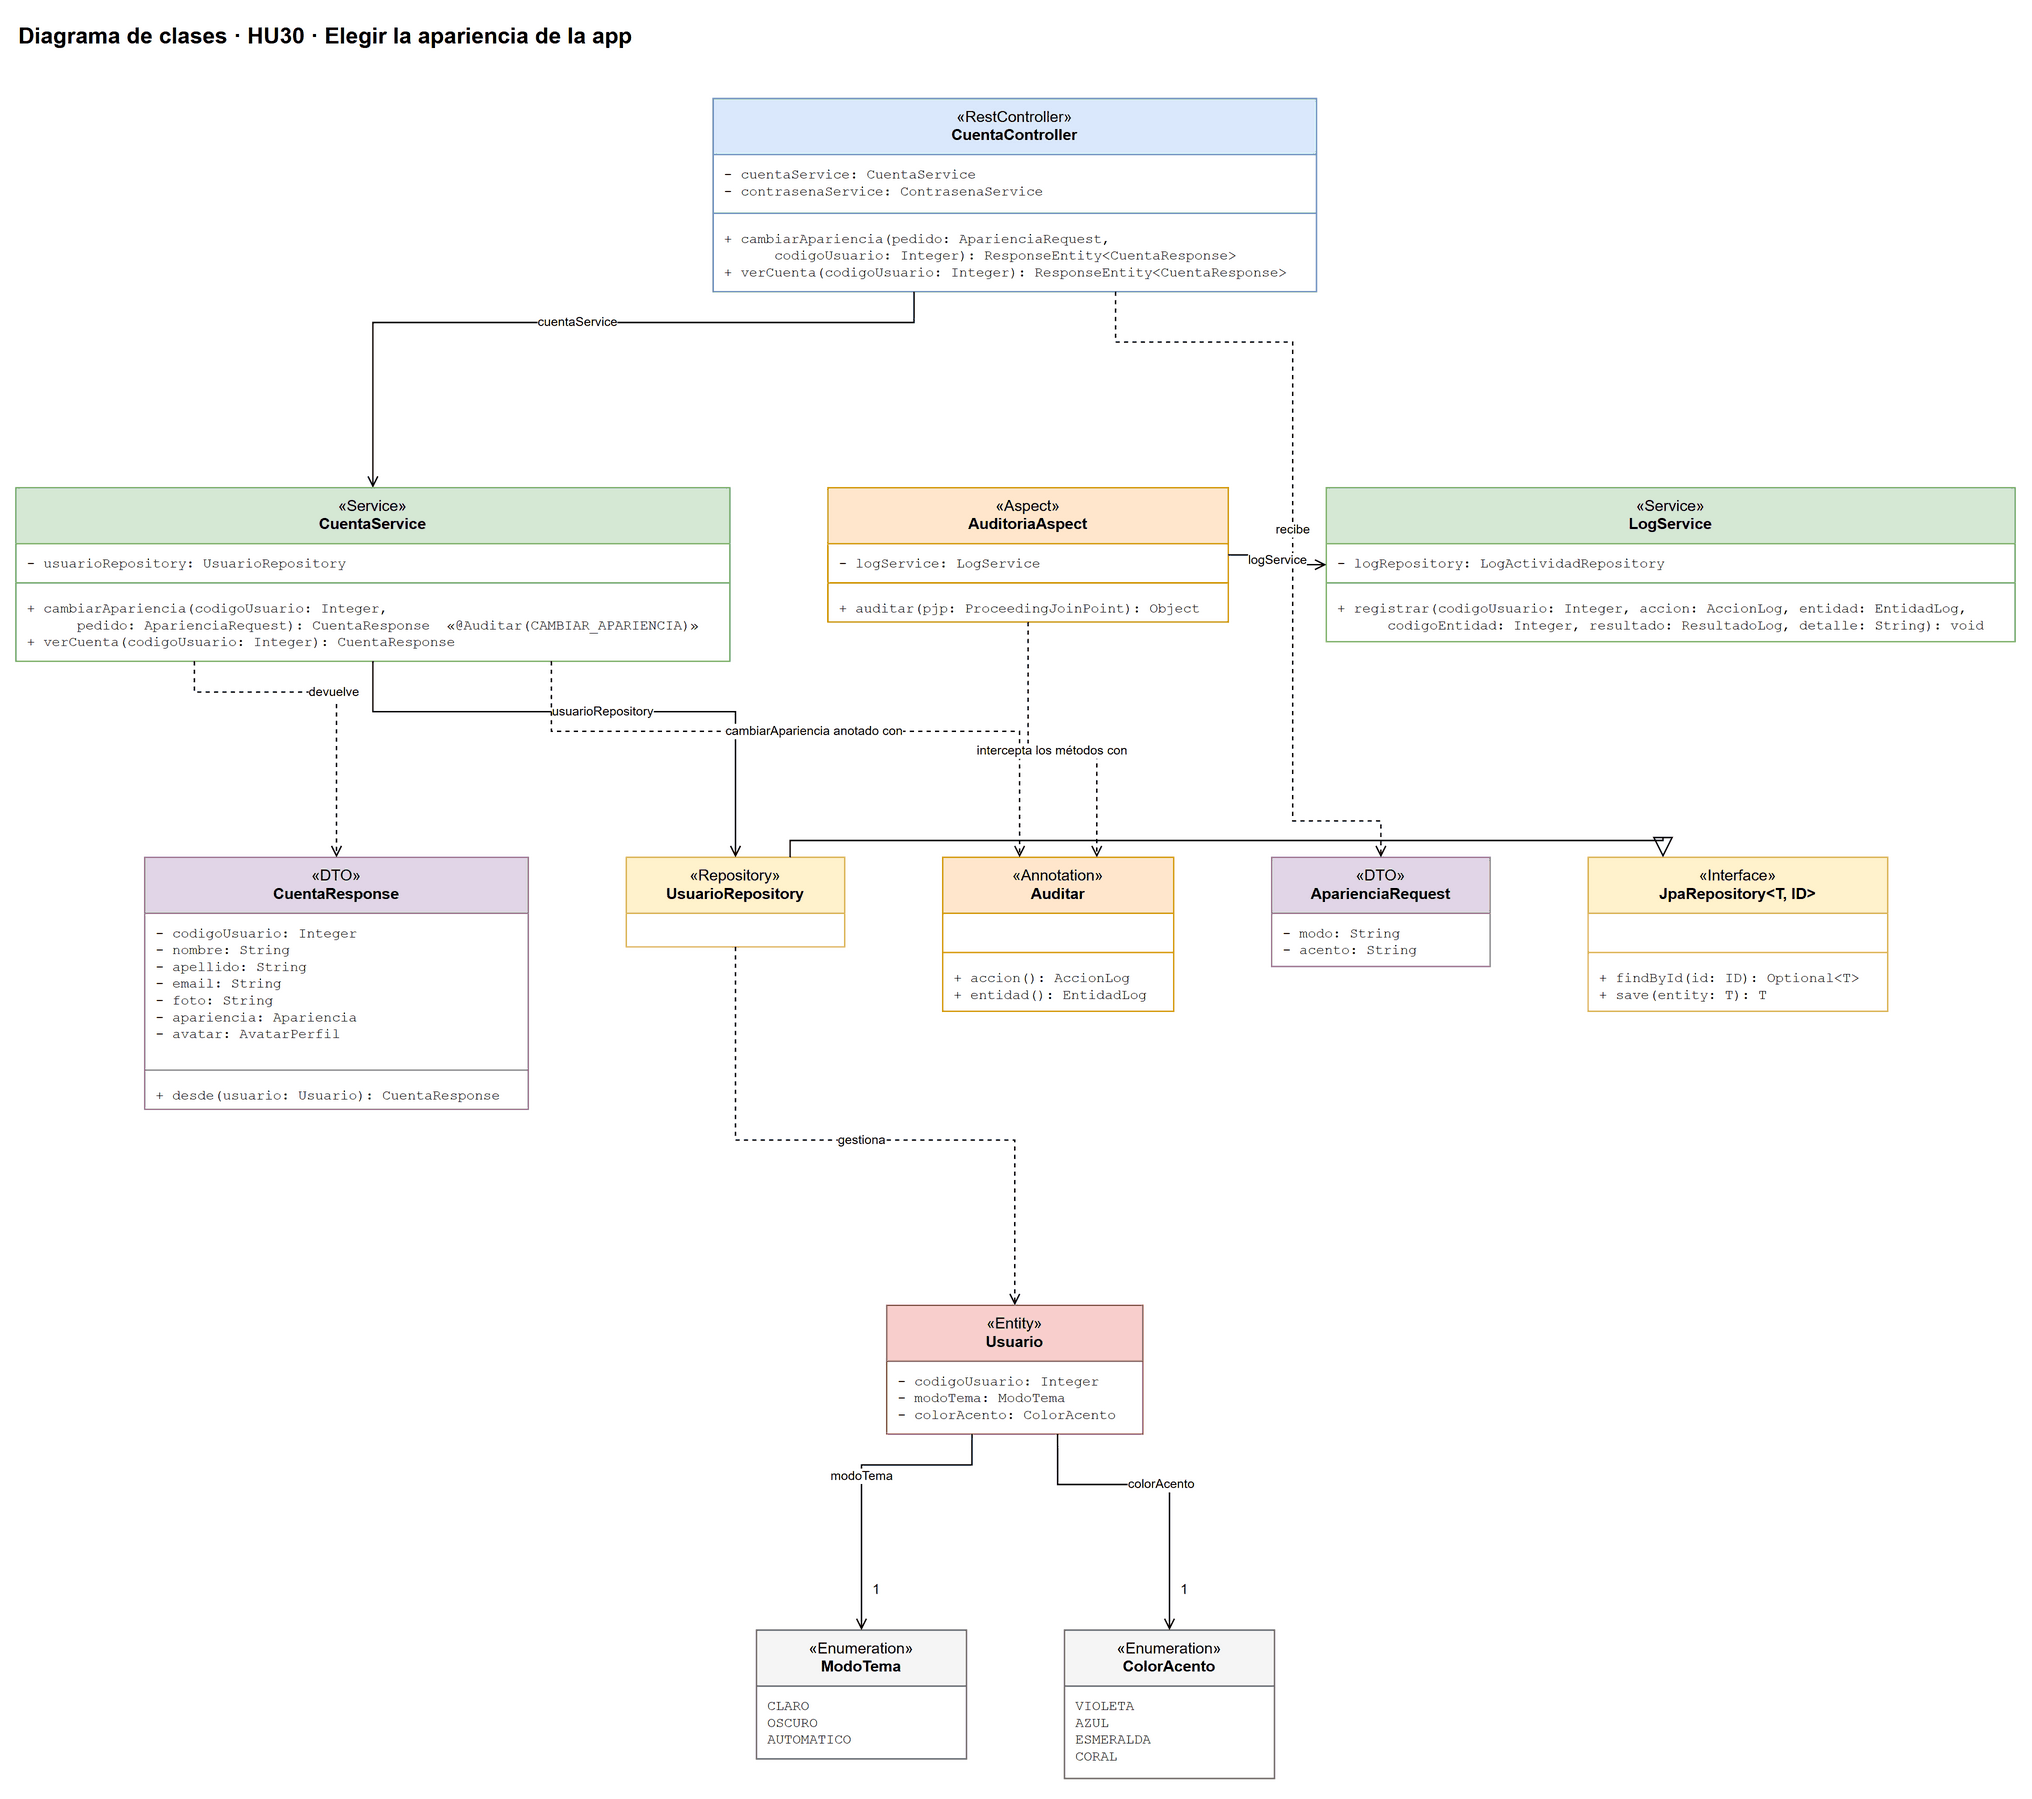 Diagrama de clases · HU30 · Elegir la apariencia de la app
«RestController»
CuentaController
- cuentaService: CuentaService
- contrasenaService: ContrasenaService
+ cambiarApariencia(pedido: AparienciaRequest,
codigoUsuario: Integer): ResponseEntity<CuentaResponse>
+ verCuenta(codigoUsuario: Integer): ResponseEntity<CuentaResponse>
cuentaService
recibe
«Service»
CuentaService
- usuarioRepository: UsuarioRepository
+ cambiarApariencia(codigoUsuario: Integer,
pedido: AparienciaRequest): CuentaResponse «@Auditar(CAMBIAR_APARIENCIA)»
+ verCuenta(codigoUsuario: Integer): CuentaResponse
«Aspect»
AuditoriaAspect
- logService: LogService
+ auditar(pjp: ProceedingJoinPoint): Object
logService
«Service»
LogService
- logRepository: LogActividadRepository
+ registrar(codigoUsuario: Integer, accion: AccionLog, entidad: EntidadLog,
codigoEntidad: Integer, resultado: ResultadoLog, detalle: String): void
devuelve
usuarioRepository
cambiarApariencia anotado con
intercepta los métodos con
«DTO»
CuentaResponse
- codigoUsuario: Integer
- nombre: String
- apellido: String
- email: String
- foto: String
- apariencia: Apariencia
- avatar: AvatarPerfil
+ desde(usuario: Usuario): CuentaResponse
«Repository»
UsuarioRepository
«Annotation»
Auditar
+ accion(): AccionLog
+ entidad(): EntidadLog
«DTO»
AparienciaRequest
- modo: String
- acento: String
«Interface»
JpaRepository<T, ID>
+ findById(id: ID): Optional<T>
+ save(entity: T): T
gestiona
«Entity»
Usuario
- codigoUsuario: Integer
- modoTema: ModoTema
- colorAcento: ColorAcento
modoTema
colorAcento
1
1
«Enumeration»
ModoTema
CLARO
OSCURO
AUTOMATICO
«Enumeration»
ColorAcento
VIOLETA
AZUL
ESMERALDA
CORAL